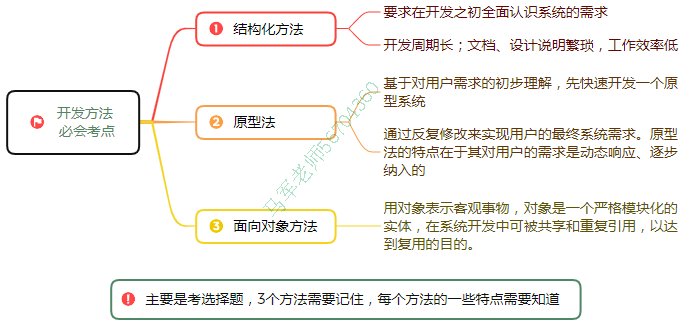 开发方法
必会考点
1 结构化方法
要求在开发之初全面认识系统的需求
开发周期长；文档、设计说明繁琐，工作效率低
2 原型法
基于对用户需求的初步理解，先快速开发一个原
型系统
通过反复修改来实现用户的最终系统需求。原型
法的特点在于其对用户的需求是动态响应、逐步
纳入的
3 面向对象方法
用对象表示客观事物，对象是一个严格模块化的
实体，在系统开发中可被共享和重复引用，以达
到复用的目的。
! 主要是考选择题，3个方法需要记住，每个方法的一些特点需要知道
马军老师